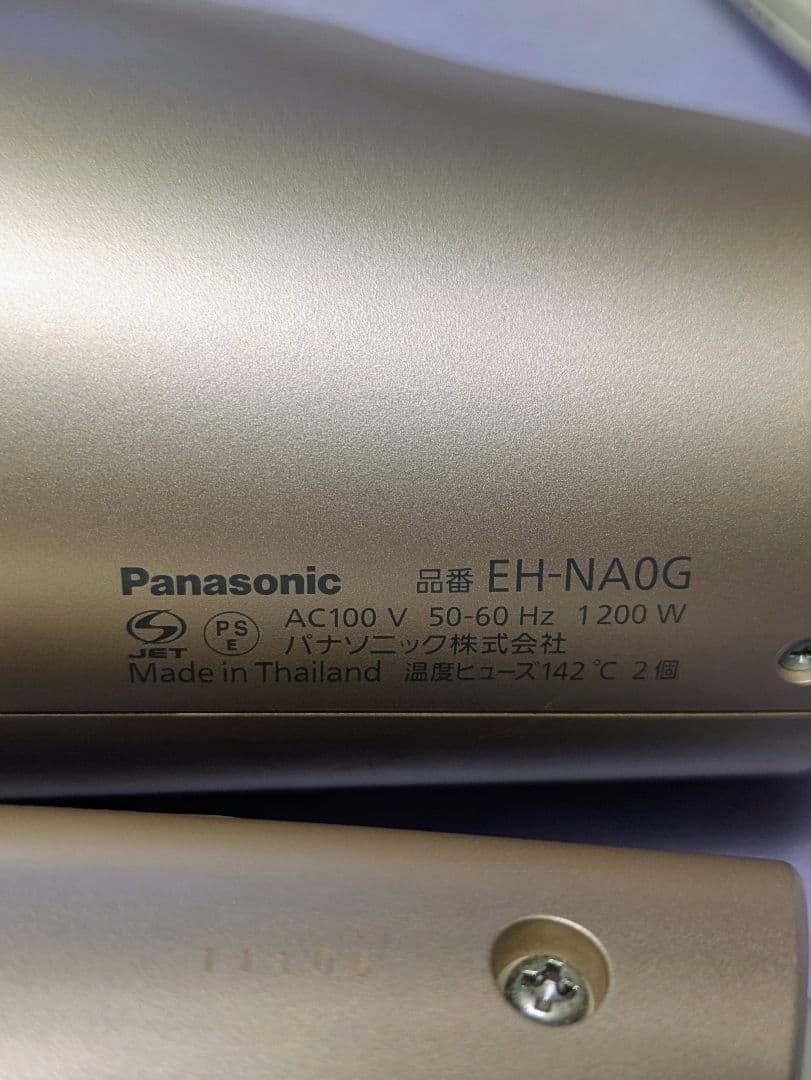 Panasonic 品番 EH-NA0G
JET PS E AC100 V 50-60 Hz 1200 W
パナソニック株式会社
Made in Thailand 温度ヒューズ142 ℃ 2個